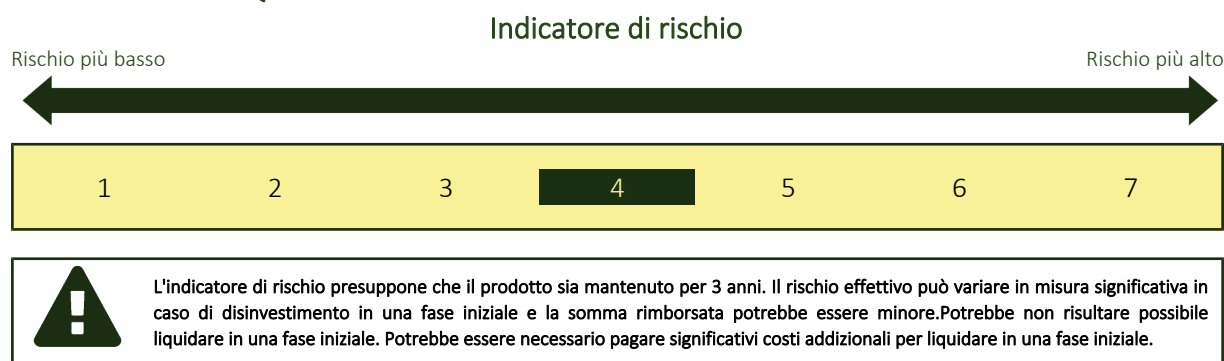 Indicatore di rischio
Rischio più basso
Rischio più alto
1 2 3 4 5 6 7
L'indicatore di rischio presuppone che il prodotto sia mantenuto per 3 anni. Il rischio effettivo può variare in misura significativa in
caso di disinvestimento in una fase iniziale e la somma rimborsata potrebbe essere minore.Potrebbe non risultare possibile
liquidare in una fase iniziale. Potrebbe essere necessario pagare significativi costi addizionali per liquidare in una fase iniziale.